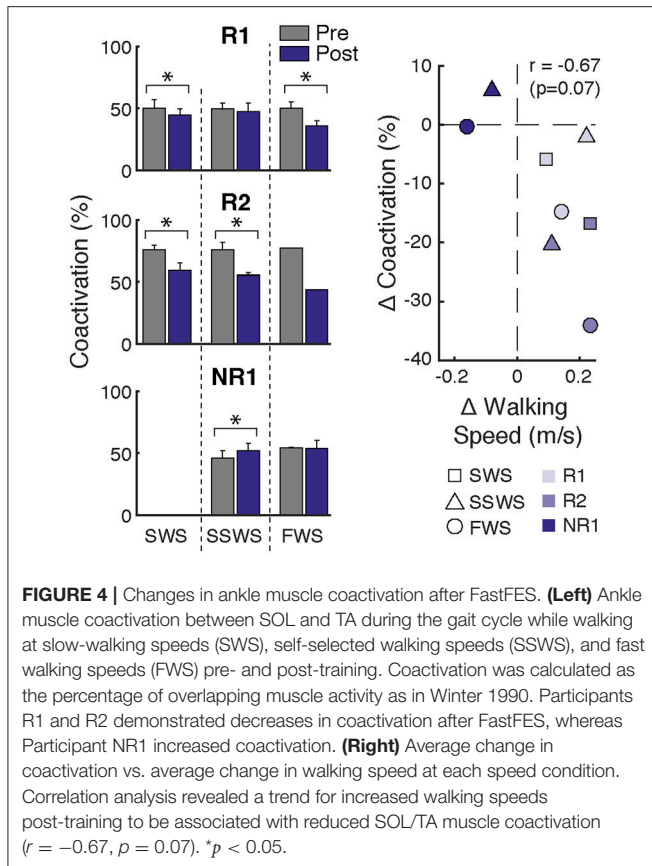 R1
Pre
Post
*
*
100
50
0
R2
*
*
100
50
0
Coactivation (%)
NR1
*
100
50
0
SWS SSWS FWS
r = -0.67
(p=0.07)
10
0
-10
-20
-30
-40
Δ Coactivation (%)
-0.2 0 0.2
Δ Walking
Speed (m/s)
SWS R1
SSWS R2
FWS NR1
FIGURE 4 | Changes in ankle muscle coactivation after FastFES. (Left) Ankle
muscle coactivation between SOL and TA during the gait cycle while walking
at slow-walking speeds (SWS), self-selected walking speeds (SSWS), and fast
walking speeds (FWS) pre- and post-training. Coactivation was calculated as
the percentage of overlapping muscle activity as in Winter 1990. Participants
R1 and R2 demonstrated decreases in coactivation after FastFES, whereas
Participant NR1 increased coactivation. (Right) Average change in
coactivation vs. average change in walking speed at each speed condition.
Correlation analysis revealed a trend for increased walking speeds
post-training to be associated with reduced SOL/TA muscle coactivation
(r = −0.67, p = 0.07). *p < 0.05.